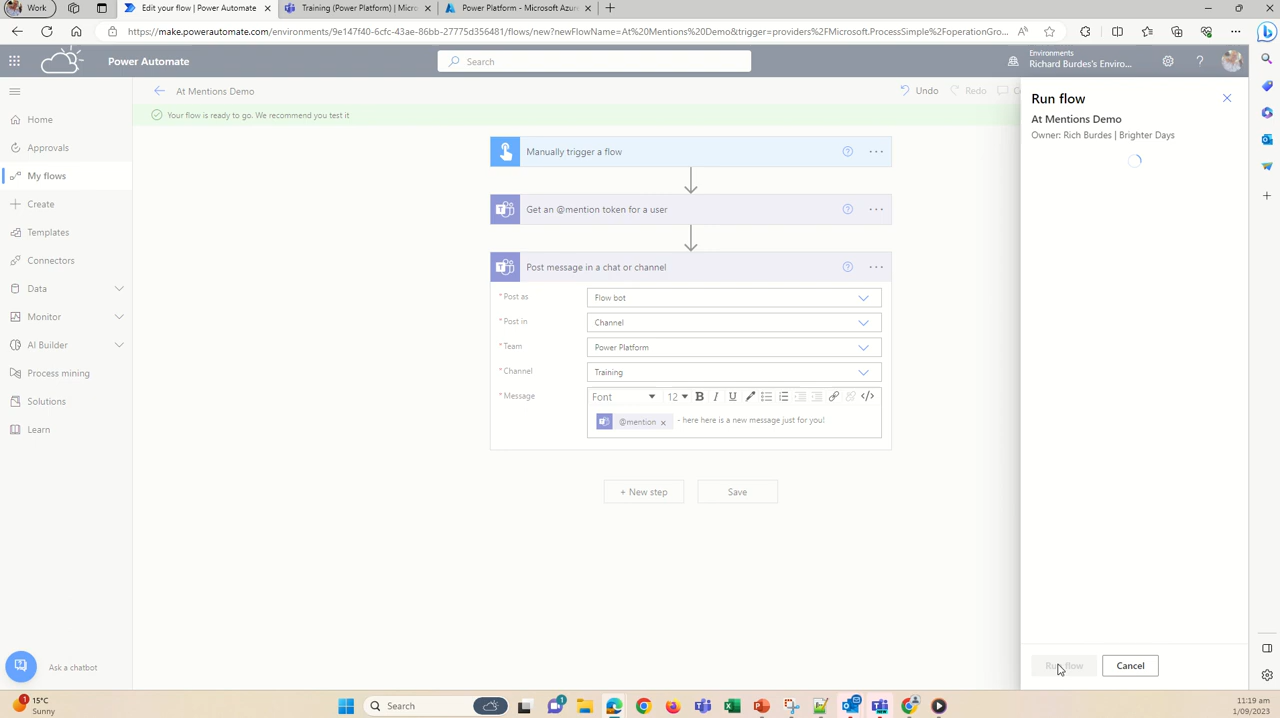 Work
Edit your flow | Power Automate
Training (Power Platform) | Micro
Power Platform - Microsoft Azure
https://make.powerautomate.com/environments/9e147f40-6cfc-43ae-86bb-27775d356481/flows/new?newFlowName=At%20Mentions%20Demo&trigger=providers/Microsoft.ProcessSimple/operationGro...
Power Automate
Search
Environments
Richard Burdes's Enviro...
At Mentions Demo
Undo
Redo
Your flow is ready to go. We recommend you test it
Home
Approvals
My flows
Create
Templates
Connectors
Data
Monitor
AI Builder
Process mining
Solutions
Learn
Ask a chatbot
Manually trigger a flow
Get an @mention token for a user
Post message in a chat or channel
* Post as
Flow bot
* Post in
Channel
* Team
Power Platform
* Channel
Training
* Message
Font
12
B I U </>
@mention × - here here is a new message just for you!
+ New step
Save
Run flow
At Mentions Demo
Owner: Rich Burdes | Brighter Days
Run flow
Cancel
15°C
Sunny
Search
11:19 am
1/09/2023